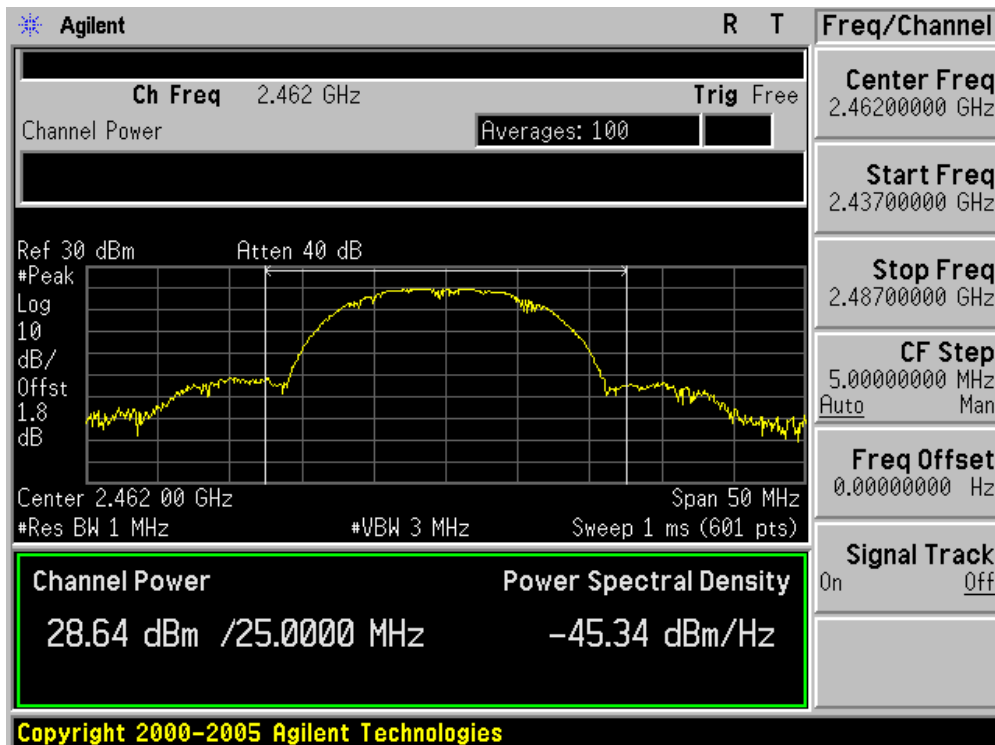 Agilent R T
Ch Freq 2.462 GHz Trig Free
Channel Power Averages: 100
Ref 30 dBm Atten 40 dB
#Peak
Log
10
dB/
Offst
1.8
dB
Center 2.462 00 GHz Span 50 MHz
#Res BW 1 MHz #VBW 3 MHz Sweep 1 ms (601 pts)
Channel Power Power Spectral Density
28.64 dBm /25.0000 MHz -45.34 dBm/Hz
Copyright 2000-2005 Agilent Technologies
Freq/Channel
Center Freq
2.46200000 GHz
Start Freq
2.43700000 GHz
Stop Freq
2.48700000 GHz
CF Step
5.00000000 MHz
Auto Man
Freq Offset
0.00000000 Hz
Signal Track
On Off